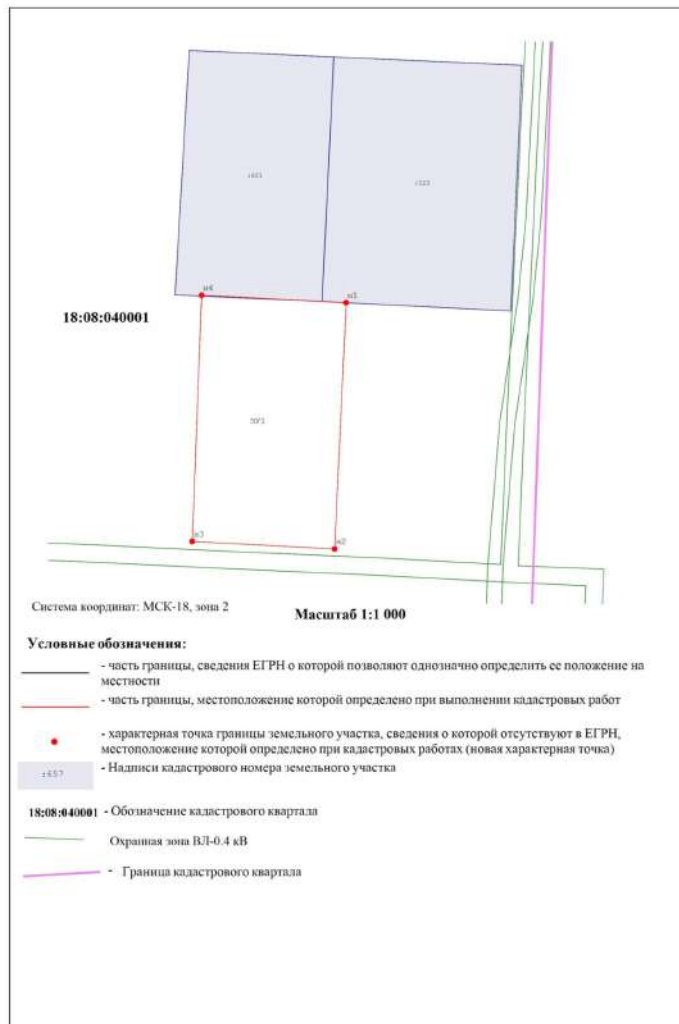 н4
н1
18:08:040001
н3
н2
Система координат: МСК-18, зона 2
Масштаб 1:1 000
Условные обозначения:
- часть границы, сведения ЕГРН о которой позволяют однозначно определить ее положение на
местности
- часть границы, местоположение которой определено при выполнении кадастровых работ
- характерная точка границы земельного участка, сведения о которой отсутствуют в ЕГРН,
местоположение которой определено при кадастровых работах (новая характерная точка)
:657
- Надписи кадастрового номера земельного участка
18:08:040001 - Обозначение кадастрового квартала
Охранная зона ВЛ-0.4 кВ
- Граница кадастрового квартала